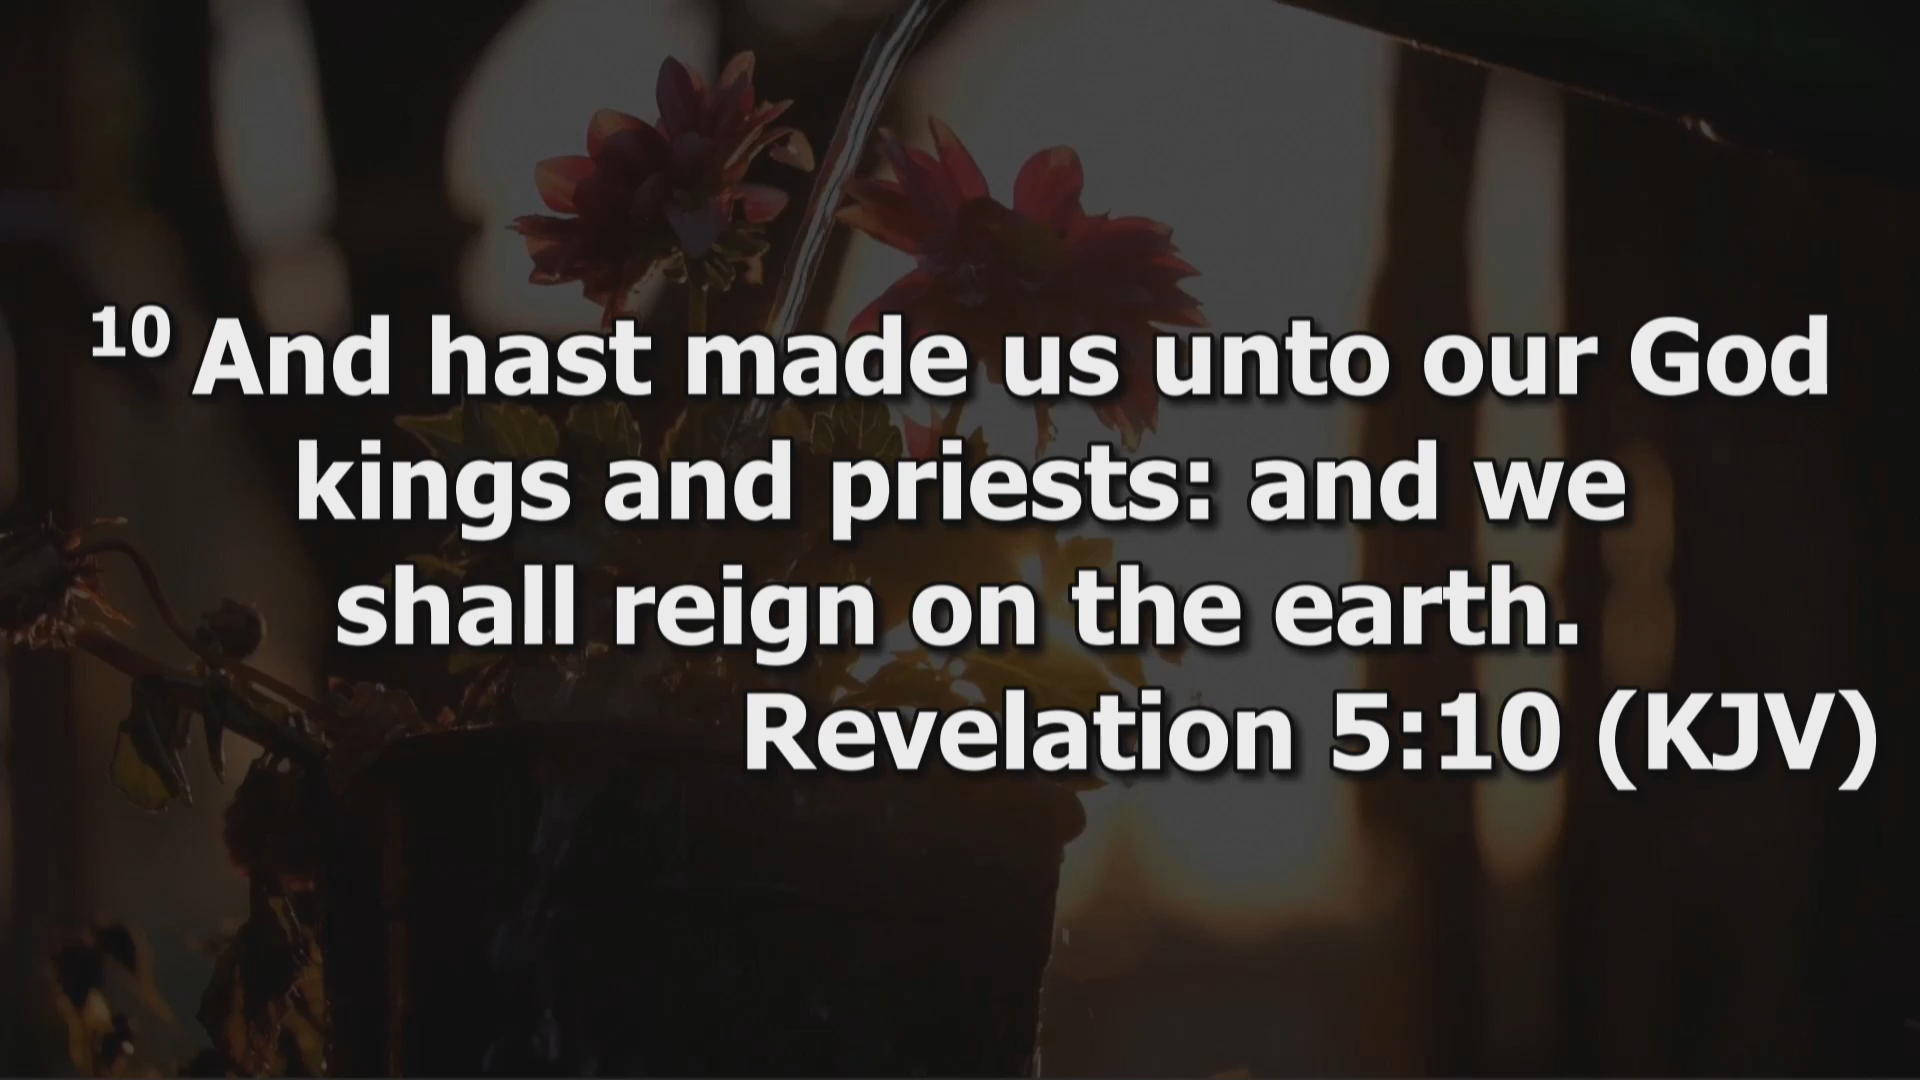 10 And hast made us unto our God
kings and priests: and we
shall reign on the earth.
Revelation 5:10 (KJV)